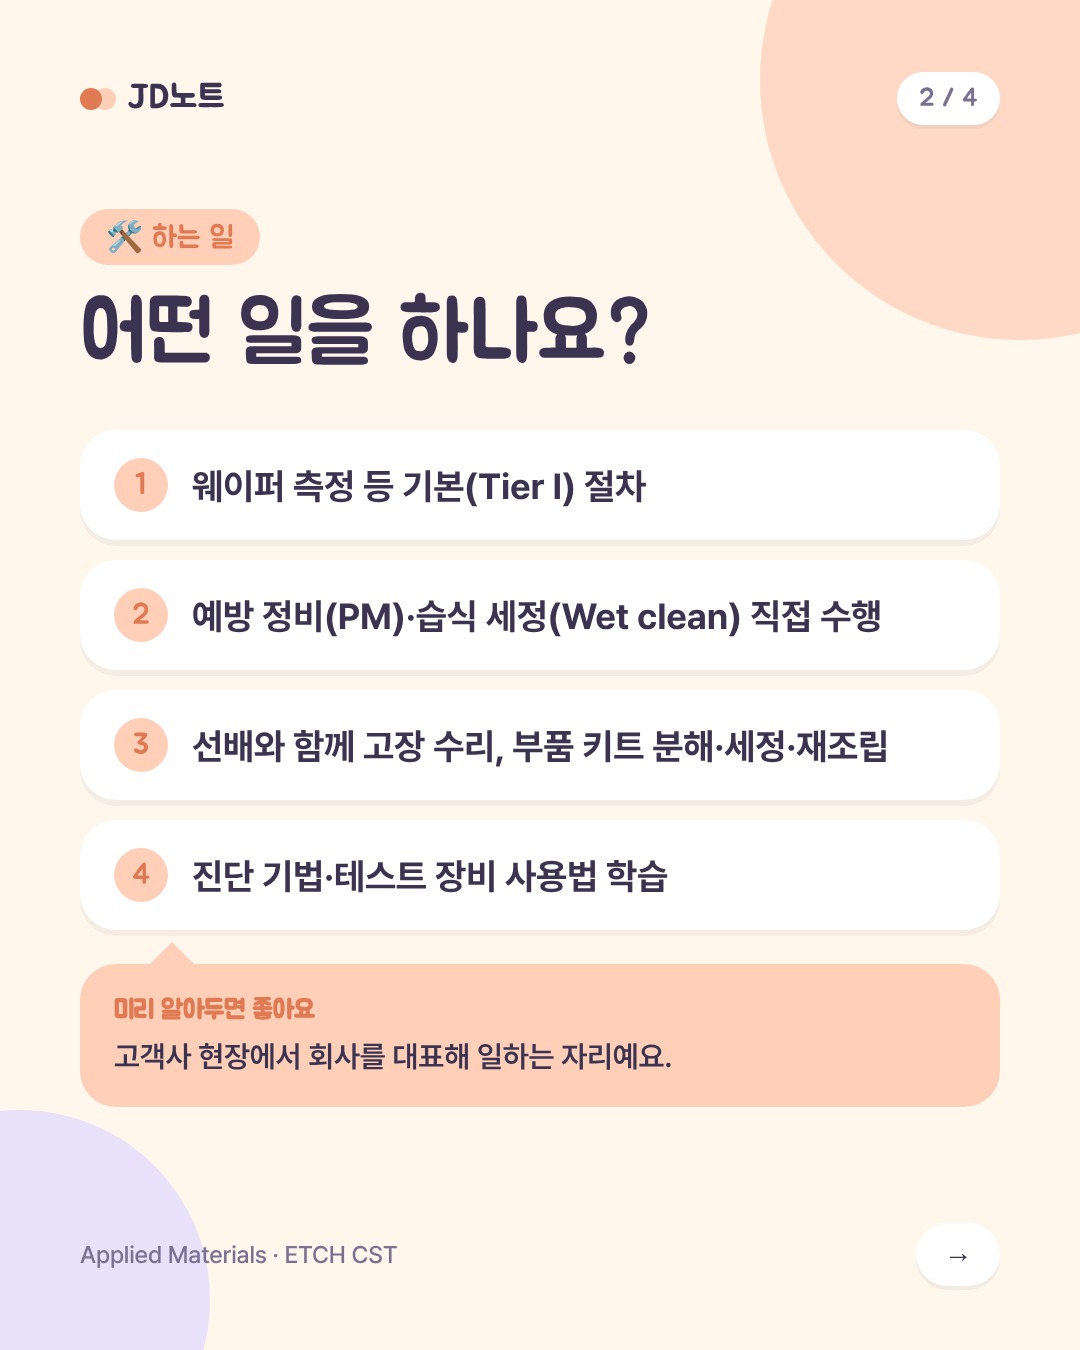 JD노트
2 / 4
🛠️ 하는 일
어떤 일을 하나요?
1 웨이퍼 측정 등 기본(Tier I) 절차
2 예방 정비(PM)·습식 세정(Wet clean) 직접 수행
3 선배와 함께 고장 수리, 부품 키트 분해·세정·재조립
4 진단 기법·테스트 장비 사용법 학습
미리 알아두면 좋아요
고객사 현장에서 회사를 대표해 일하는 자리예요.
Applied Materials · ETCH CST
→